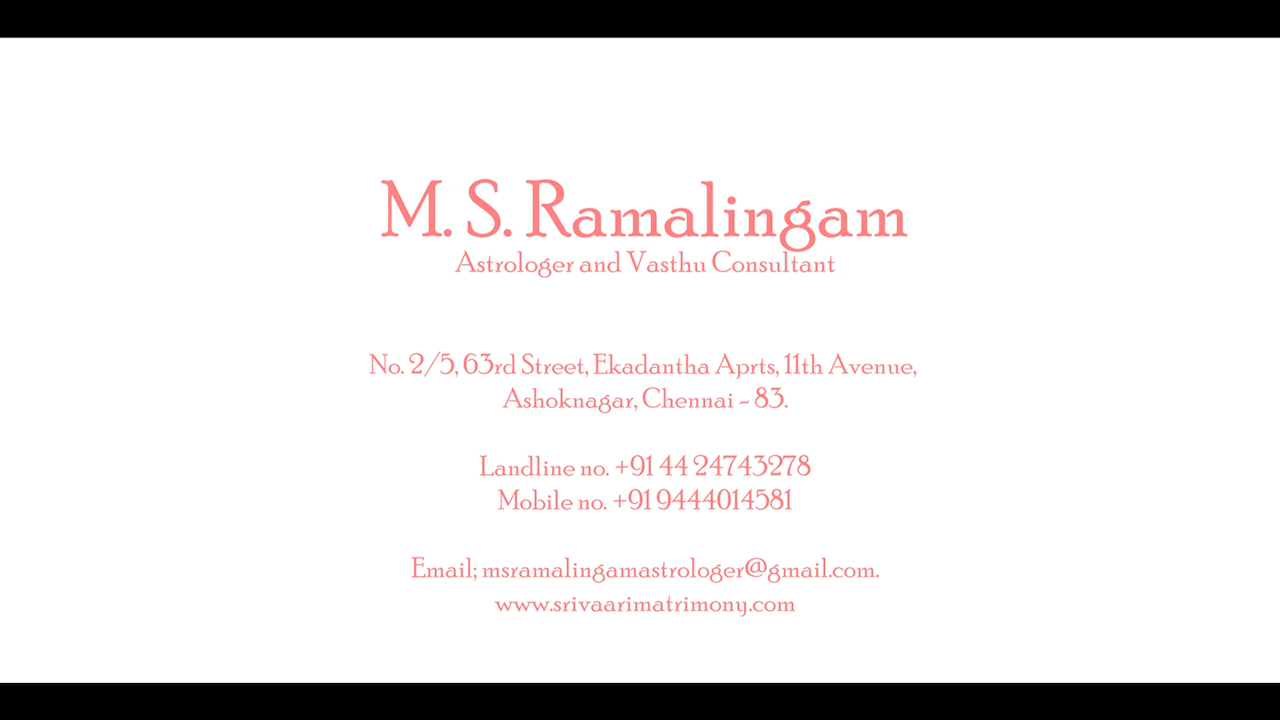 M. S. Ramalingam
Astrologer and Vasthu Consultant
No. 2/5, 63rd Street, Ekadantha Aprts, 11th Avenue,
Ashoknagar, Chennai - 83.
Landline no. +91 44 24743278
Mobile no. +91 9444014581
Email; msramalingamastrologer@gmail.com.
www.srivaarimatrimony.com